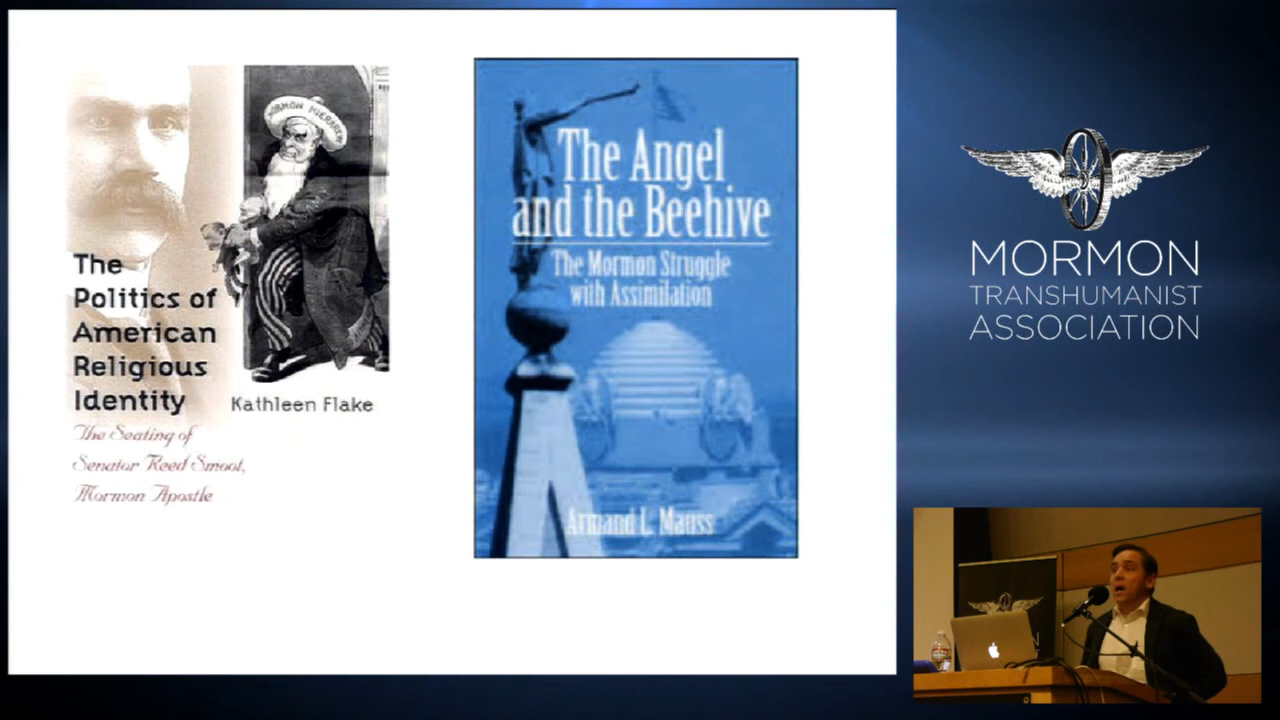 MORMON HIERARCH
The
Politics of
American
Religious
Identity
Kathleen Flake
The Seating of
Senator Reed Smoot,
Mormon Apostle
The Angel
and the Beehive
The Mormon Struggle
with Assimilation
Armand L. Mauss
MORMON
TRANSHUMANIST
ASSOCIATION